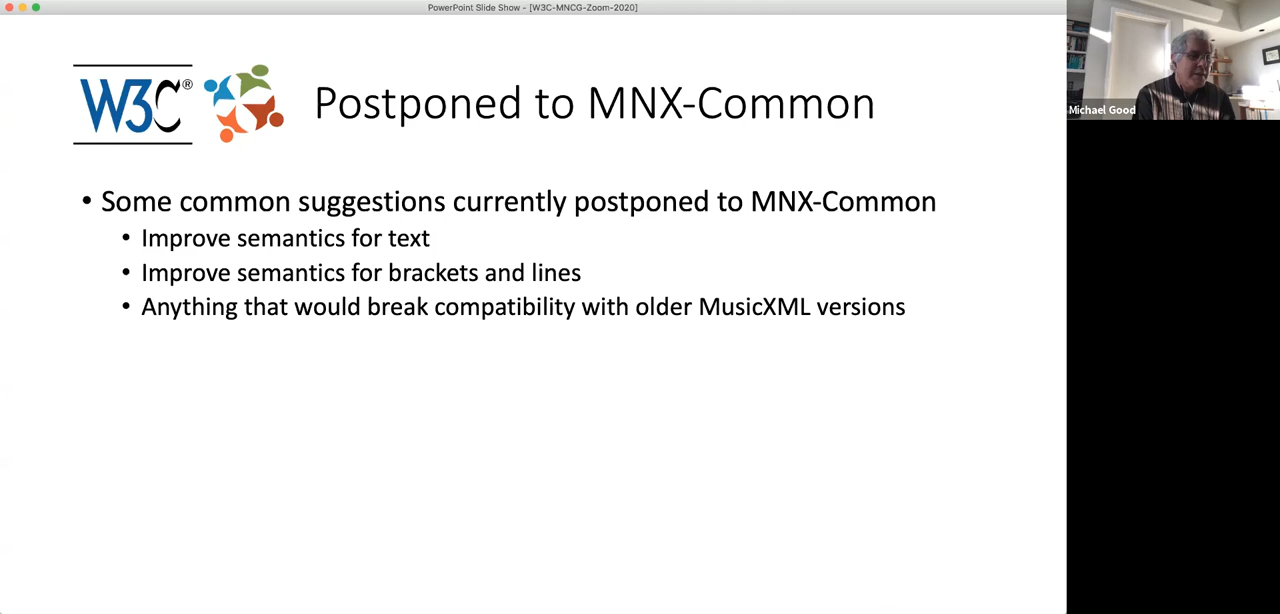 PowerPoint Slide Show - [W3C-MNCG-Zoom-2020]
W3C®
Postponed to MNX-Common
• Some common suggestions currently postponed to MNX-Common
• Improve semantics for text
• Improve semantics for brackets and lines
• Anything that would break compatibility with older MusicXML versions
Michael Good